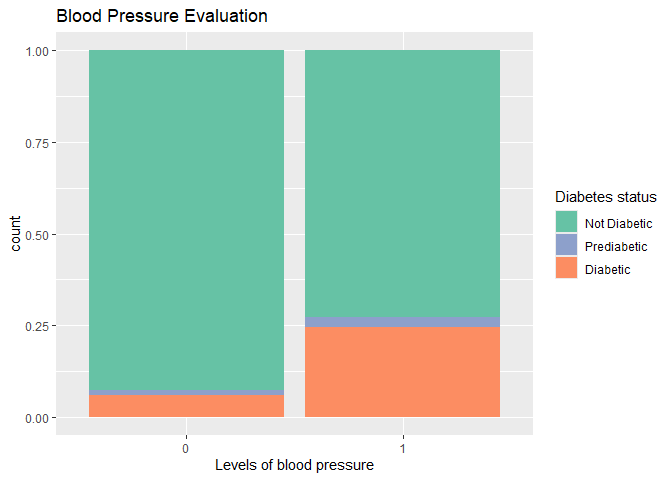 Blood Pressure Evaluation
1.00
0.75
0.50
0.25
0.00
count
0
1
Levels of blood pressure
Diabetes status
Not Diabetic
Prediabetic
Diabetic